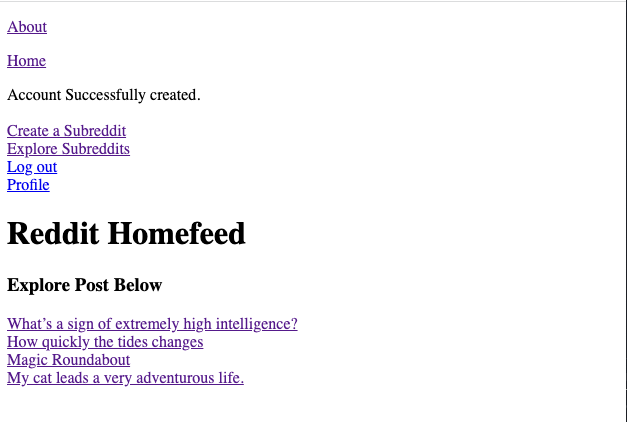 About
Home
Account Successfully created.
Create a Subreddit
Explore Subreddits
Log out
Profile
Reddit Homefeed
Explore Post Below
What’s a sign of extremely high intelligence?
How quickly the tides changes
Magic Roundabout
My cat leads a very adventurous life.